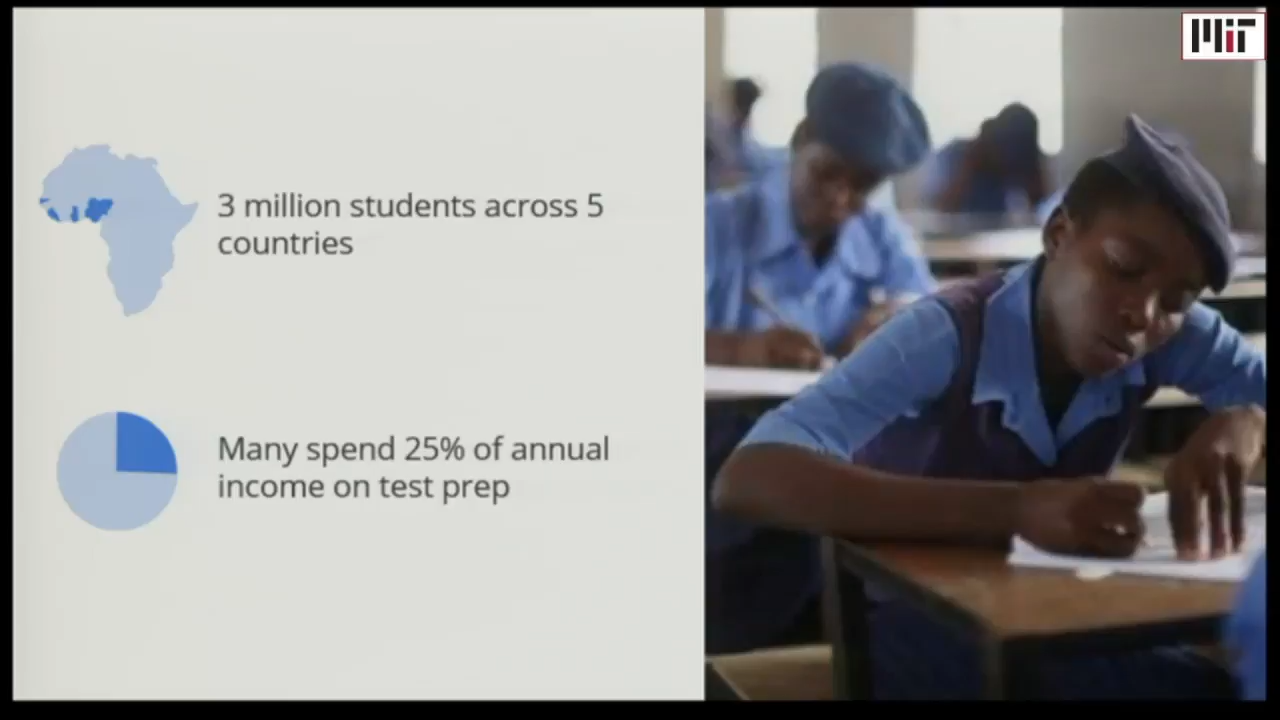 MIT
3 million students across 5
countries
Many spend 25% of annual
income on test prep